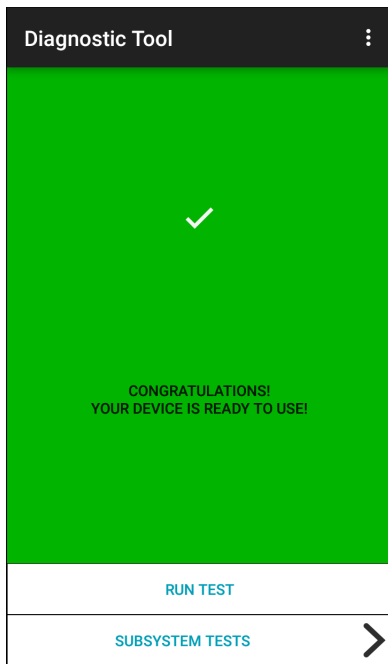 Diagnostic Tool
CONGRATULATIONS!
YOUR DEVICE IS READY TO USE!
RUN TEST
SUBSYSTEM TESTS